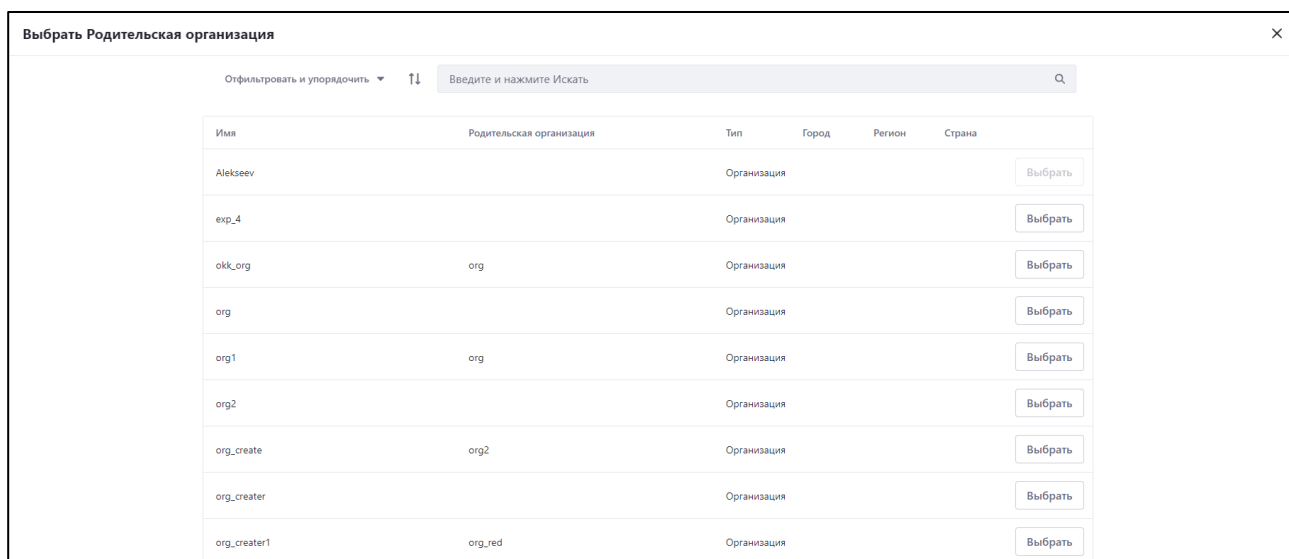 Выбрать Родительская организация
Отфильтровать и упорядочить Введите и нажмите Искать
Имя Родительская организация Тип Город Регион Страна
Alekseev Организация Выбрать
exp_4 Организация Выбрать
okk_org org Организация Выбрать
org Организация Выбрать
org1 org Организация Выбрать
org2 Организация Выбрать
org_create org2 Организация Выбрать
org_creater Организация Выбрать
org_creater1 org_red Организация Выбрать